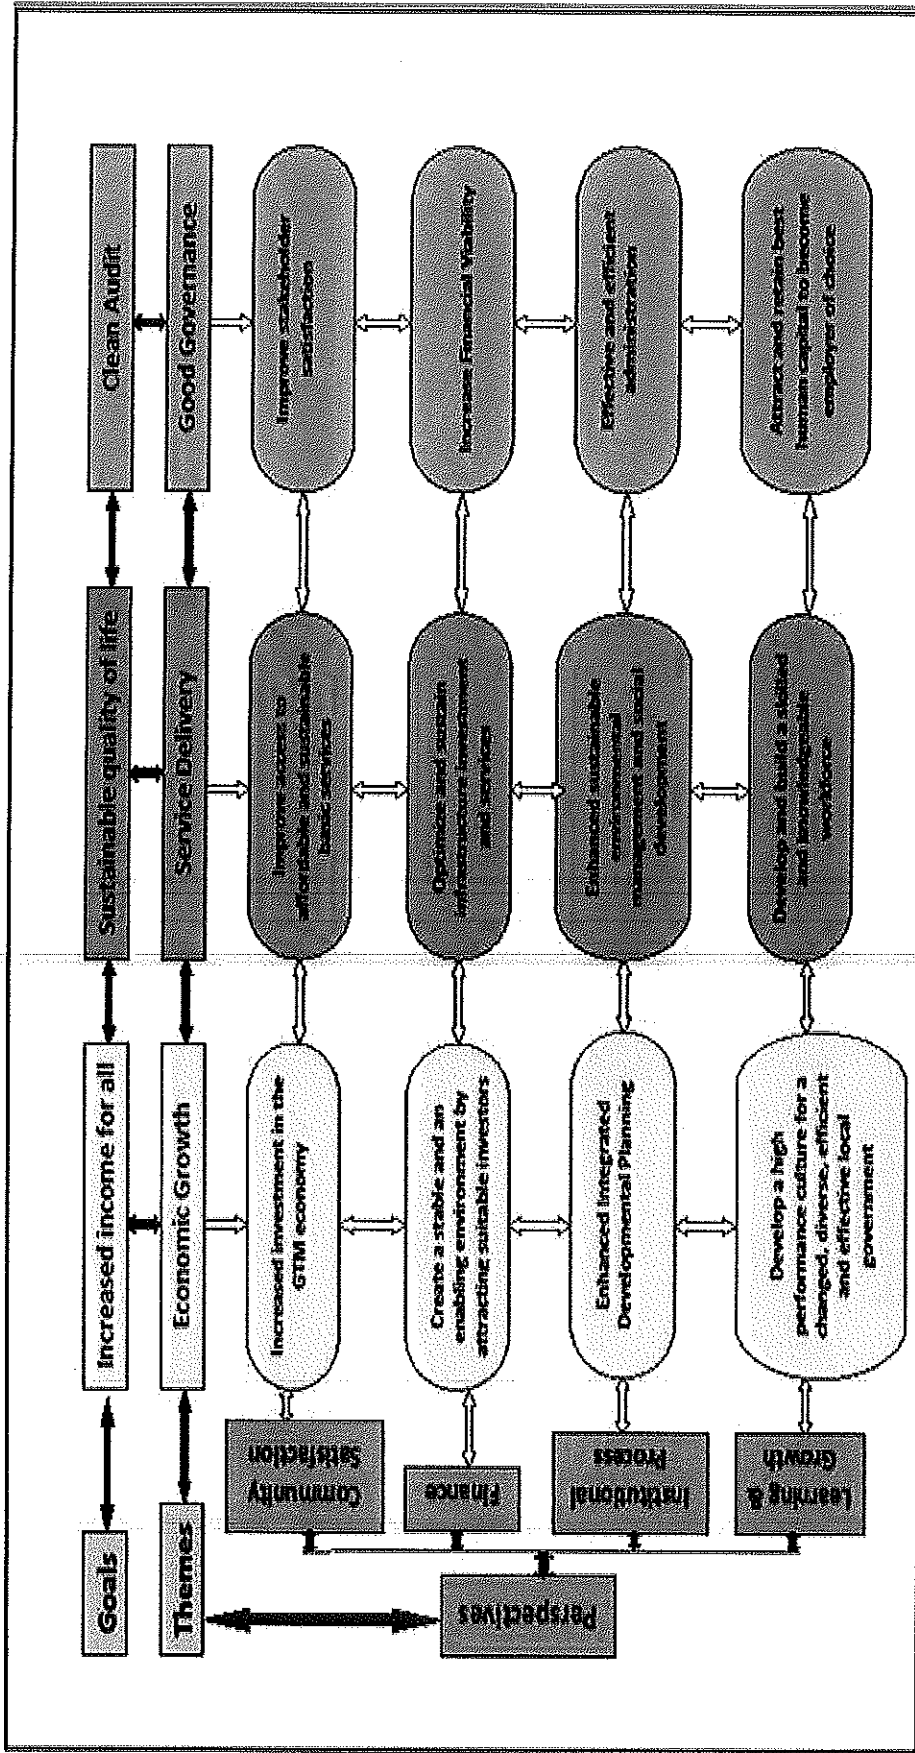 Goals
Increased income for all
Sustainable quality of life
Clean Audit
Themes
Economic Growth
Service Delivery
Good Governance
Perspectives
Community
Satisfaction
Increased investment in the
GTM economy
Improve access to
affordable and sustainable
basic services
Improve stakeholder
satisfaction
Finance
Create a stable and an
enabling environment by
attracting suitable investors
Optimize and sustain
infrastructure investment
and services
Increase Financial Viability
Institutional
Process
Enhanced Integrated
Developmental Planning
Enhanced sustainable
environmental
management and social
development
Effective and efficient
administration
Learning &
Growth
Develop a high
performance culture for a
changed, diverse, efficient
and effective local
government
Develop and build a skilled
and knowledgeable
workforce
Attract and retain best
human capital to become
employer of choice